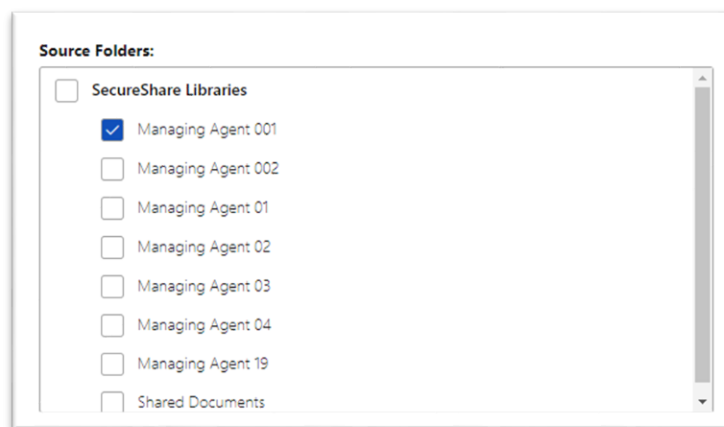 Source Folders:
SecureShare Libraries
Managing Agent 001
Managing Agent 002
Managing Agent 01
Managing Agent 02
Managing Agent 03
Managing Agent 04
Managing Agent 19
Shared Documents